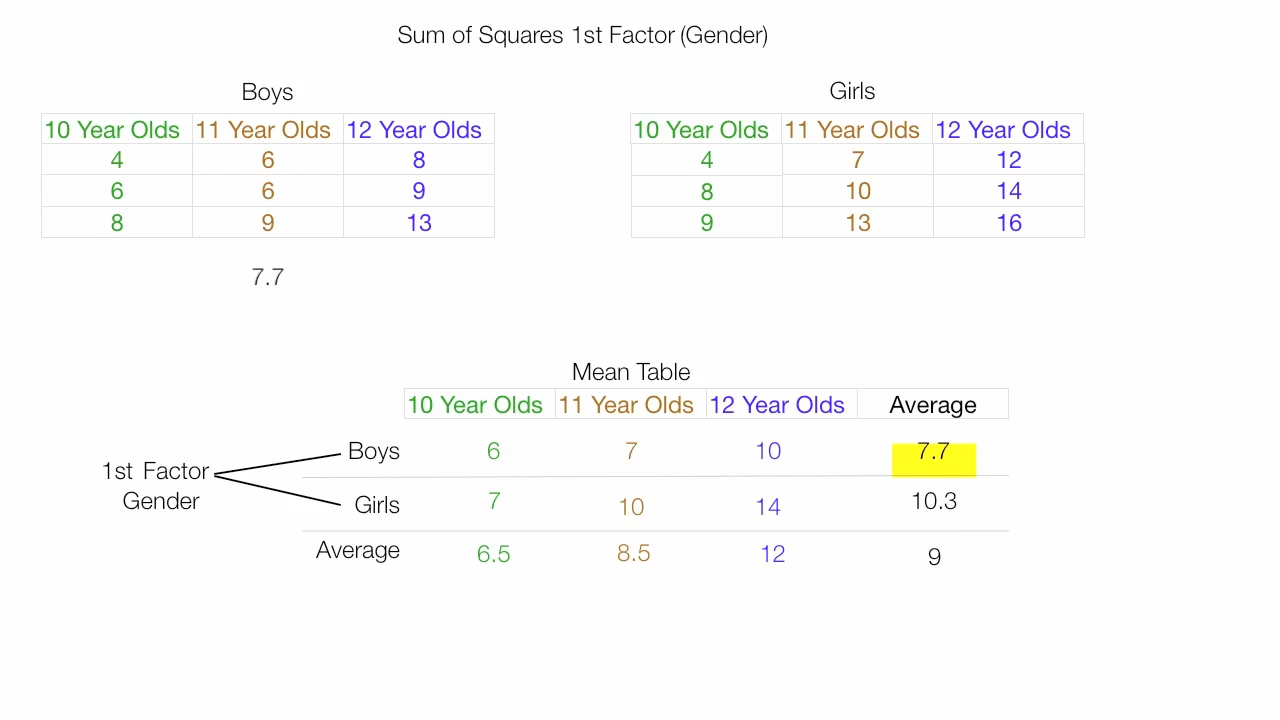 Sum of Squares 1st Factor (Gender)
Boys
10 Year Olds 11 Year Olds 12 Year Olds
4 6 8
6 6 9
8 9 13
7.7
Girls
10 Year Olds 11 Year Olds 12 Year Olds
4 7 12
8 10 14
9 13 16
Mean Table
10 Year Olds 11 Year Olds 12 Year Olds Average
1st Factor
Gender
Boys 6 7 10 7.7
Girls 7 10 14 10.3
Average 6.5 8.5 12 9